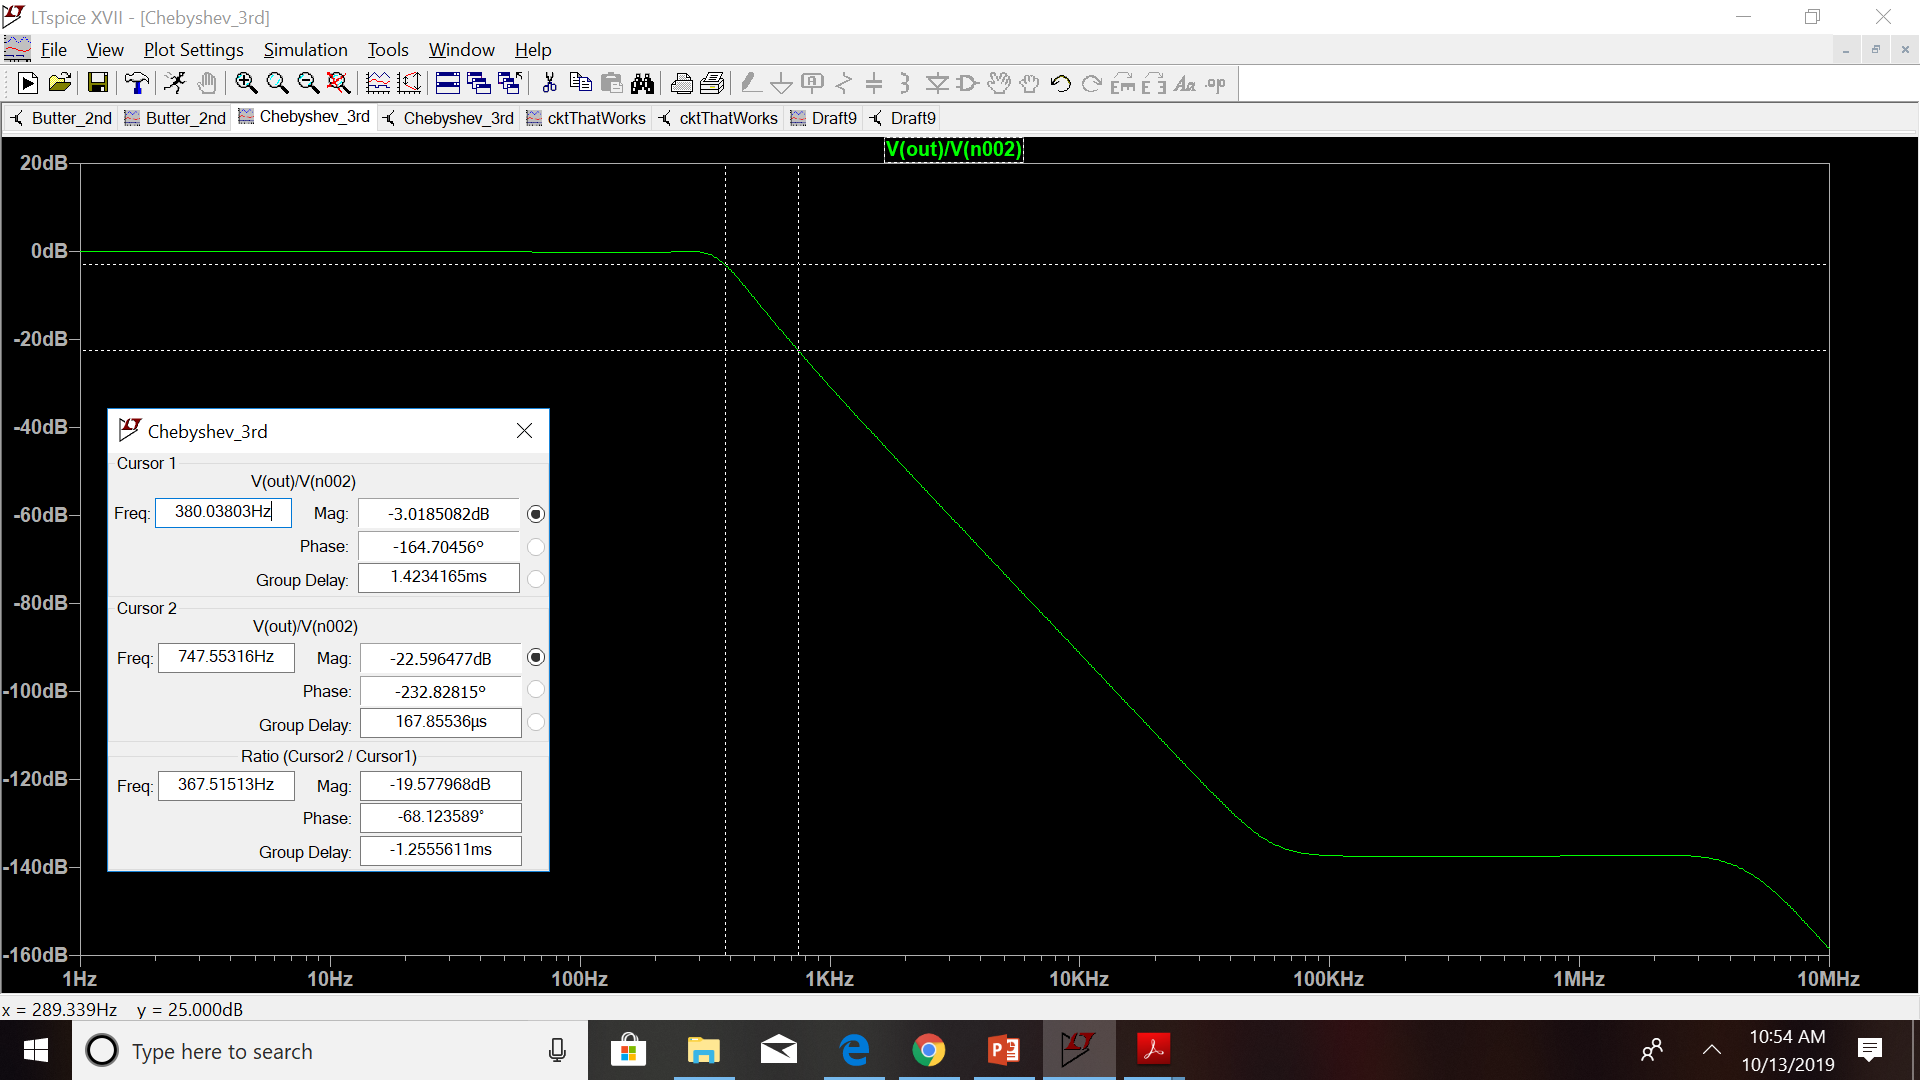 LTspice XVII - [Chebyshev_3rd]
File View Plot Settings Simulation Tools Window Help
Butter_2nd Butter_2nd Chebyshev_3rd Chebyshev_3rd cktThatWorks cktThatWorks Draft9 Draft9
V(out)/V(n002)
20dB
0dB
-20dB
-40dB
-60dB
-80dB
-100dB
-120dB
-140dB
-160dB
1Hz 10Hz 100Hz 1KHz 10KHz 100KHz 1MHz 10MHz
Chebyshev_3rd
Cursor 1
V(out)/V(n002)
Freq: 380.03803Hz Mag: -3.0185082dB
Phase: -164.70456°
Group Delay: 1.4234165ms
Cursor 2
V(out)/V(n002)
Freq: 747.55316Hz Mag: -22.596477dB
Phase: -232.82815°
Group Delay: 167.85536µs
Ratio (Cursor2 / Cursor1)
Freq: 367.51513Hz Mag: -19.577968dB
Phase: -68.123589°
Group Delay: -1.2555611ms
x = 289.339Hz y = 25.000dB
Type here to search
10:54 AM
10/13/2019